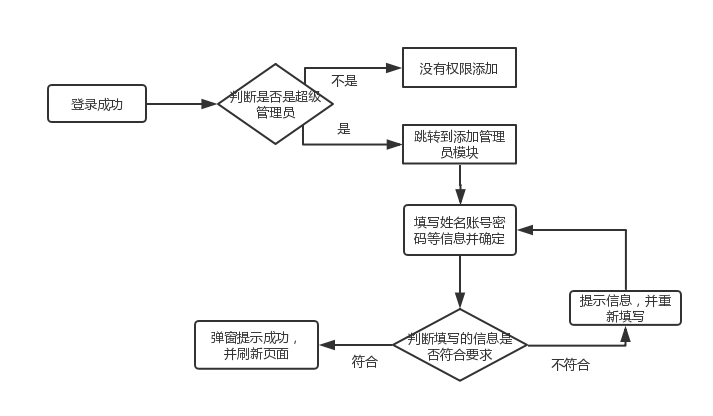 没有权限添加
不是
登录成功
判断是否是超级
管理员
是
跳转到添加管理
员模块
填写姓名账号密
码等信息并确定
提示信息，并重
新填写
弹窗提示成功，
并刷新页面
符合
判断填写的信息是
否符合要求
不符合